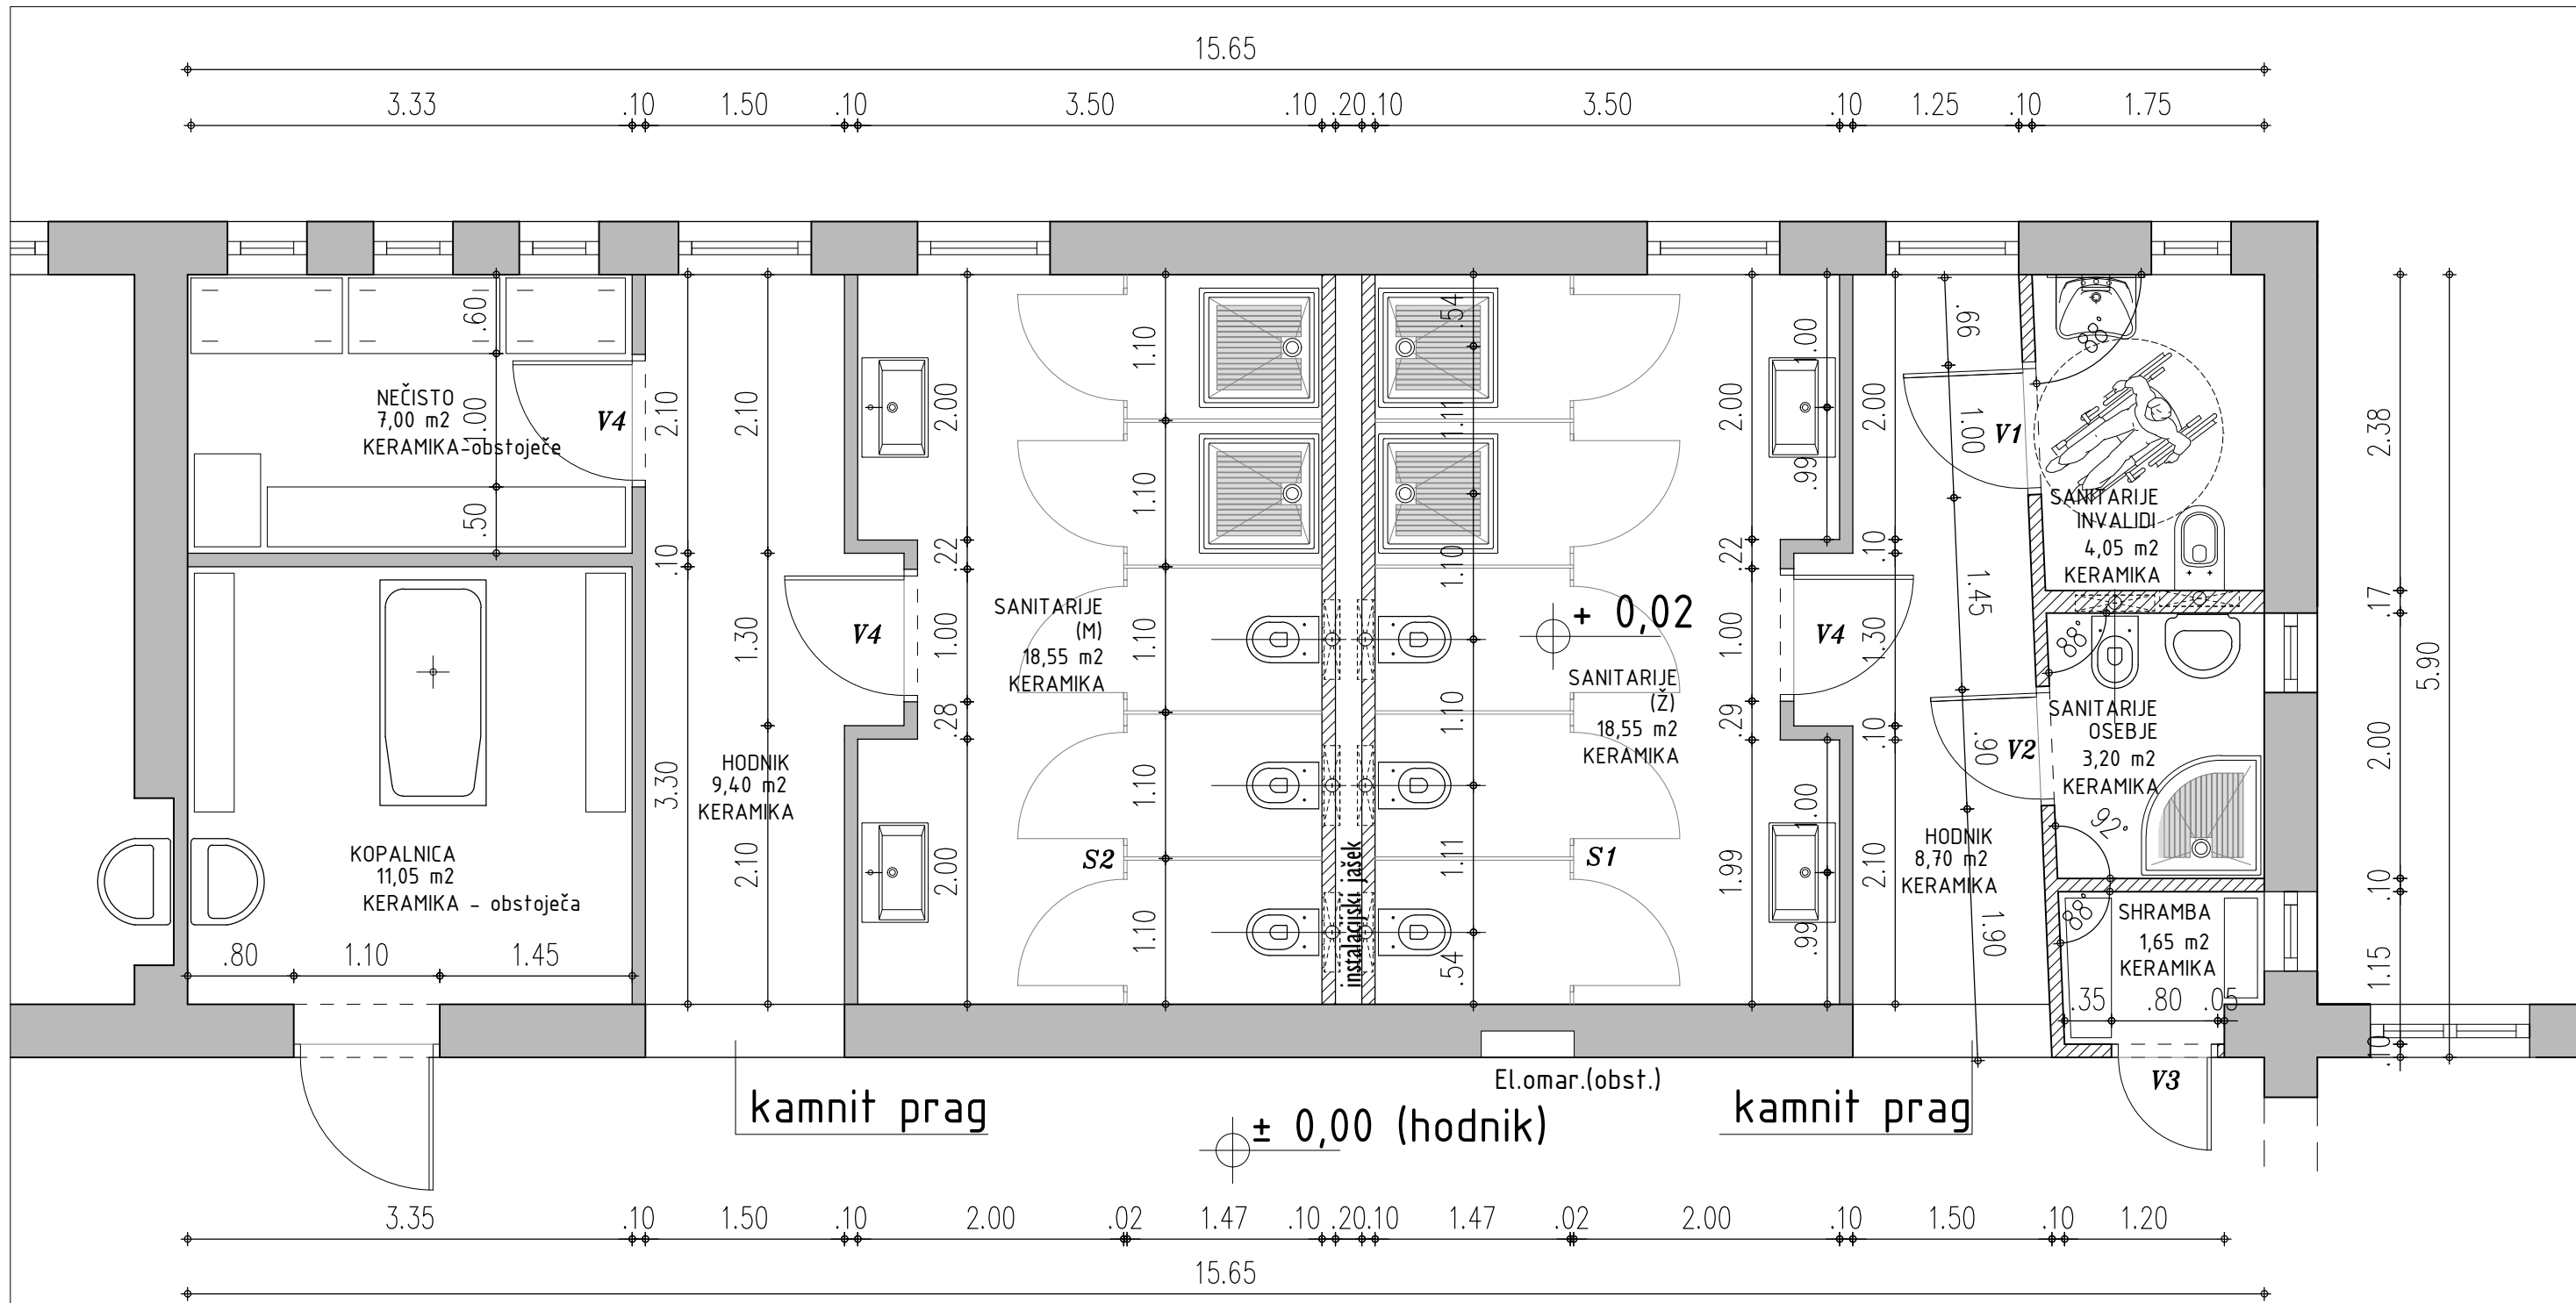 15.65
3.33 .10 1.50 .10 3.50 .10 .20 .10 3.50 .10 1.25 .10 1.75
.60
1.00
.50
NEČISTO
7,00 m2
KERAMIKA-obstoječe
V4
2.10
.10
3.30
2.10
1.30
2.10
KOPALNICA
11,05 m2
KERAMIKA - obstoječa
.80 1.10 1.45
HODNIK
9,40 m2
KERAMIKA
V4
2.00
.22
1.00
.28
2.00
SANITARIJE
(M)
18,55 m2
KERAMIKA
S2
1.10
1.10
1.10
1.10
1.10
instalacijski jašek
.54
1.11
1.10
1.10
1.11
.54
+ 0,02
SANITARIJE
(Ž)
18,55 m2
KERAMIKA
S1
2.00
.22
1.00
.29
1.99
1.00
.99
1.00
.99
V4
2.00
.10
1.30
.10
2.10
HODNIK
8,70 m2
KERAMIKA
.99
1.00
1.45
.90
1.90
V1
V2
88°
SANITARIJE
INVALIDI
4,05 m2
KERAMIKA
88°
SANITARIJE
OSEBJE
3,20 m2
KERAMIKA
92°
88°
SHRAMBA
1,65 m2
KERAMIKA
.35 .80 .05
V3
2.38
.17
2.00
.10
1.15
.10
5.90
El.omar.(obst.)
kamnit prag
kamnit prag
± 0,00 (hodnik)
3.35 .10 1.50 .10 2.00 .02 1.47 .10 .20 .10 1.47 .02 2.00 .10 1.50 .10 1.20
15.65